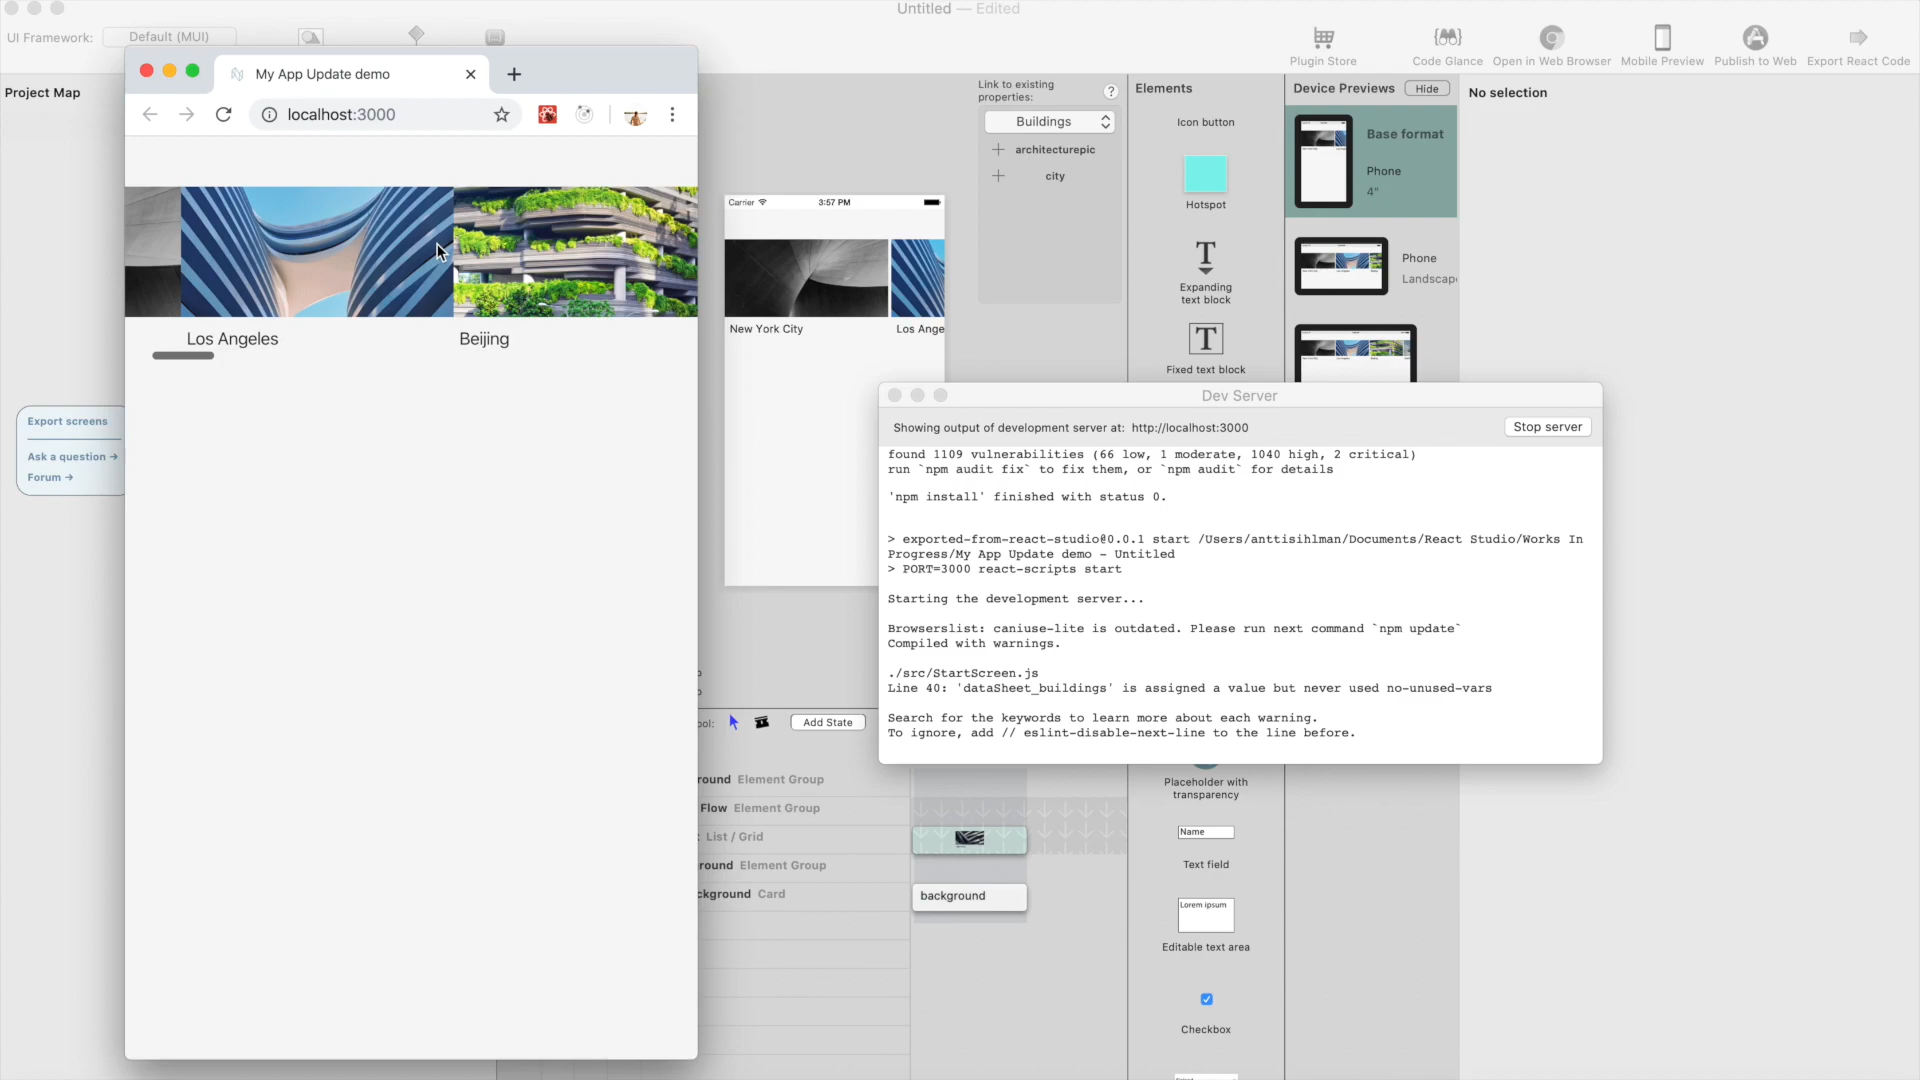 Untitled — Edited
UI Framework:
Default (MUI)
Plugin Store
Code Glance
Open in Web Browser
Mobile Preview
Publish to Web
Export React Code
Project Map
My App Update demo
localhost:3000
Los Angeles
Beijing
Export screens
Ask a question →
Forum →
Carrier
3:57 PM
New York City
Los Ange
Link to existing
properties:
?
Buildings
architecturepic
city
Elements
Icon button
Hotspot
T
Expanding
text block
T
Fixed text block
Device Previews
Hide
Base format
Phone
4"
Phone
Landscap
No selection
Dev Server
Showing output of development server at: http://localhost:3000
Stop server
found 1109 vulnerabilities (66 low, 1 moderate, 1040 high, 2 critical)
run `npm audit fix` to fix them, or `npm audit` for details
'npm install' finished with status 0.
> exported-from-react-studio@0.0.1 start /Users/anttisihlman/Documents/React Studio/Works In
Progress/My App Update demo - Untitled
> PORT=3000 react-scripts start
Starting the development server...
Browserslist: caniuse-lite is outdated. Please run next command `npm update`
Compiled with warnings.
./src/StartScreen.js
Line 40: 'dataSheet_buildings' is assigned a value but never used no-unused-vars
Search for the keywords to learn more about each warning.
To ignore, add // eslint-disable-next-line to the line before.
ool:
Add State
round Element Group
Flow Element Group
List / Grid
round Element Group
ckground Card
background
Placeholder with
transparency
Name
Text field
Lorem ipsum
Editable text area
Checkbox